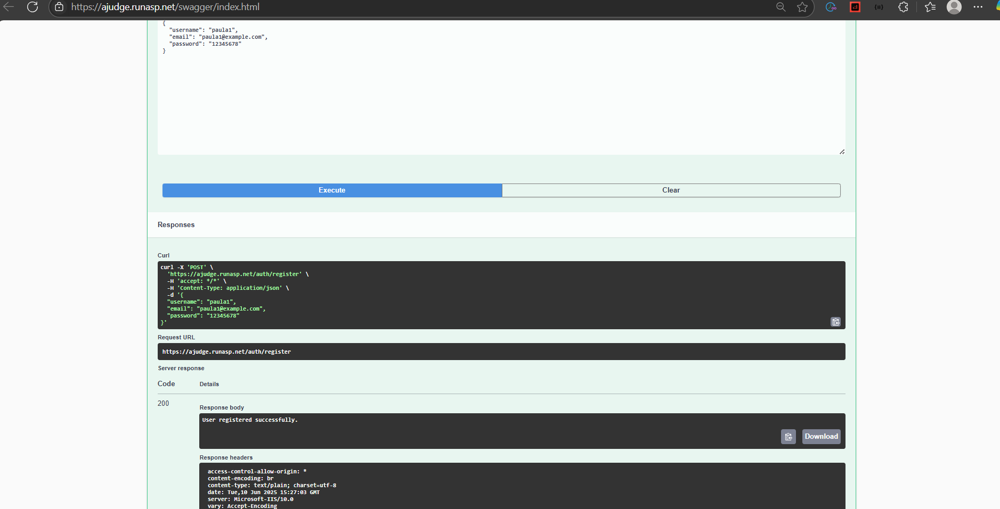 https://ajudge.runasp.net/swagger/index.html
{
  "username": "paula1",
  "email": "paula1@example.com",
  "password": "12345678"
}
Execute
Clear
Responses
Curl
curl -X 'POST' \
  'https://ajudge.runasp.net/auth/register' \
  -H 'accept: */*' \
  -H 'Content-Type: application/json' \
  -d '{
  "username": "paula1",
  "email": "paula1@example.com",
  "password": "12345678"
}'
Request URL
https://ajudge.runasp.net/auth/register
Server response
Code Details
200
Response body
User registered successfully.
Download
Response headers
access-control-allow-origin: *
content-encoding: br
content-type: text/plain; charset=utf-8
date: Tue,10 Jun 2025 15:27:03 GMT
server: Microsoft-IIS/10.0
vary: Accept-Encoding